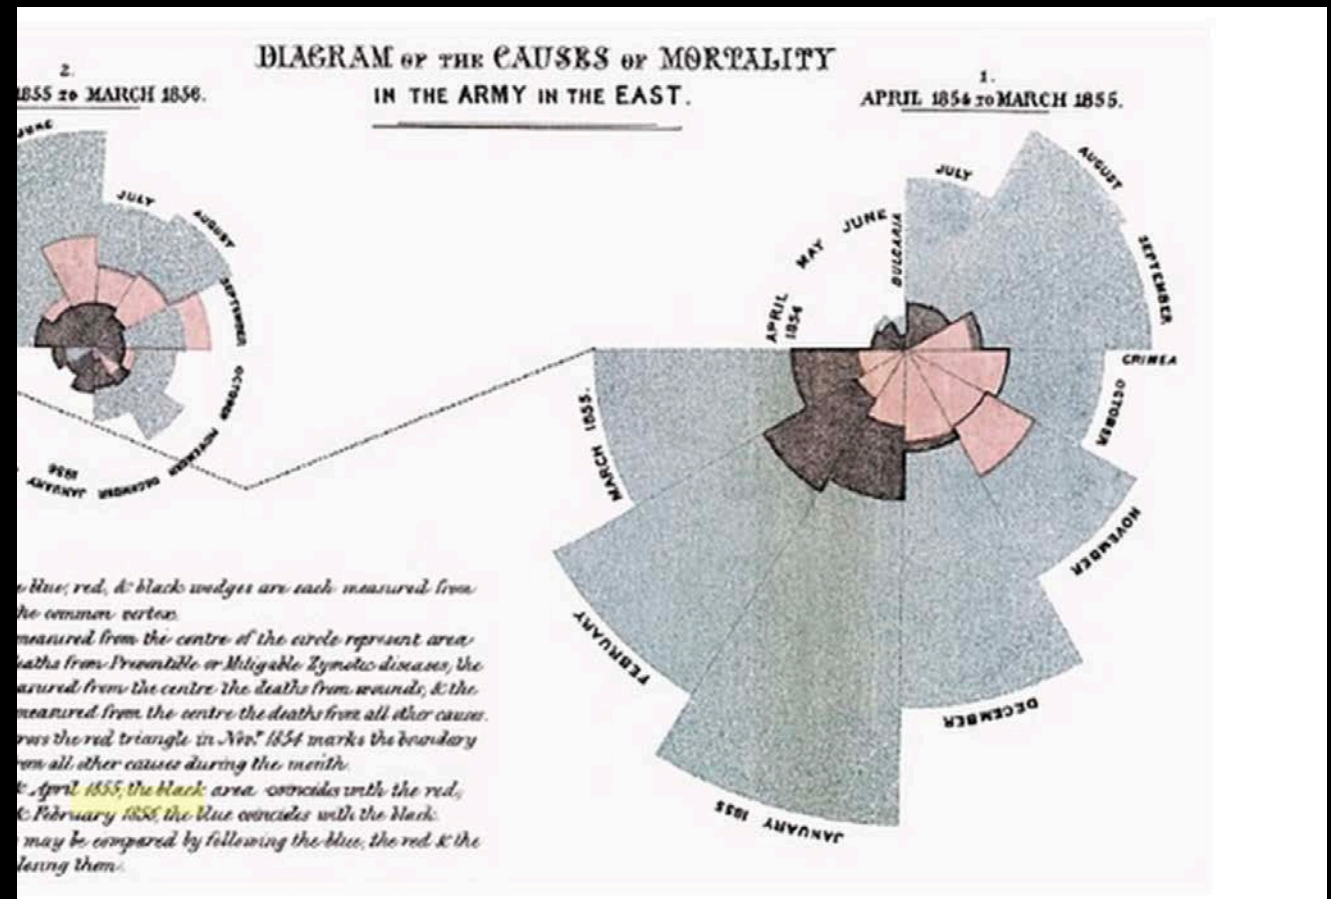 DIAGRAM OF THE CAUSES OF MORTALITY
IN THE ARMY IN THE EAST.
2.
1855 TO MARCH 1856.
1.
APRIL 1854 TO MARCH 1855.
JUNE
JULY
AUGUST
SEPTEMBER
OCTOBER
NOVEMBER
DECEMBER
JANUARY
1856
APRIL
1854
MAY
JUNE
BULGARIA
JULY
AUGUST
SEPTEMBER
CRIMEA
OCTOBER
NOVEMBER
DECEMBER
JANUARY 1855
FEBRUARY
MARCH 1855.
blue, red, & black wedges are each measured from
the common vertex.
measured from the centre of the circle represent area
deaths from Preventible or Mitigable Zymotic diseases, the
measured from the centre the deaths from wounds, & the
measured from the centre the deaths from all other causes.
across the red triangle in Novr. 1854 marks the boundary
from all other causes during the month.
& April 1855, the black area coincides with the red,
& February 1856, the blue coincides with the black.
may be compared by following the blue, the red & the
them.